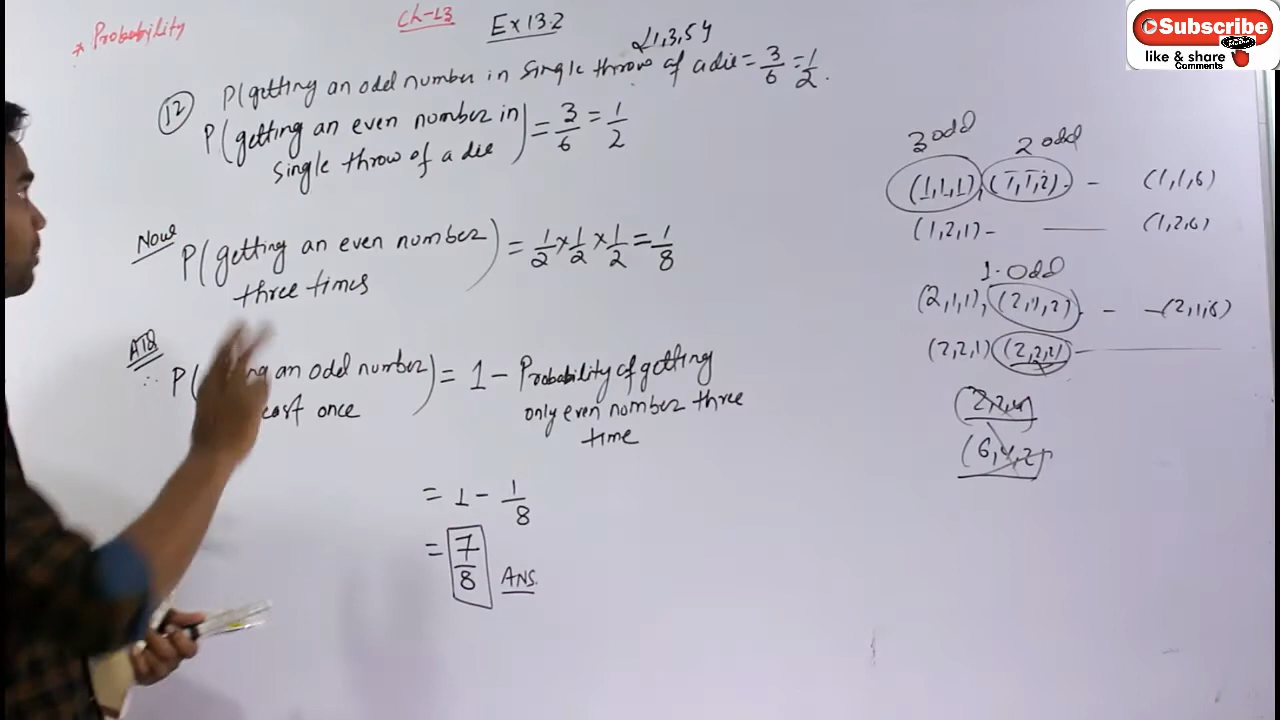 * Probability
Ch-13
Ex 13.2
Subscribe
like & share
Comments
{1,3,5}
(12) P(getting an odd number in single throw of a die = 3/6 = 1/2.
P(getting an even number in
single throw of a die) = 3/6 = 1/2
Now P(getting an even number
three times) = 1/2 × 1/2 × 1/2 = 1/8
ATQ
∴ P( an odd number
once) = 1 - Probability of getting
only even number three
time
= 1 - 1/8
= 7/8 Ans.
3 odd 2 odd
(1,1,1), (1,1,2). - (1,1,6)
(1,2,1) - — (1,2,6)
1-Odd
(2,1,1), (2,1,2). - - (2,1,6)
(2,2,1) (2,2,2) —
(2,2,4)
(6,4,2)